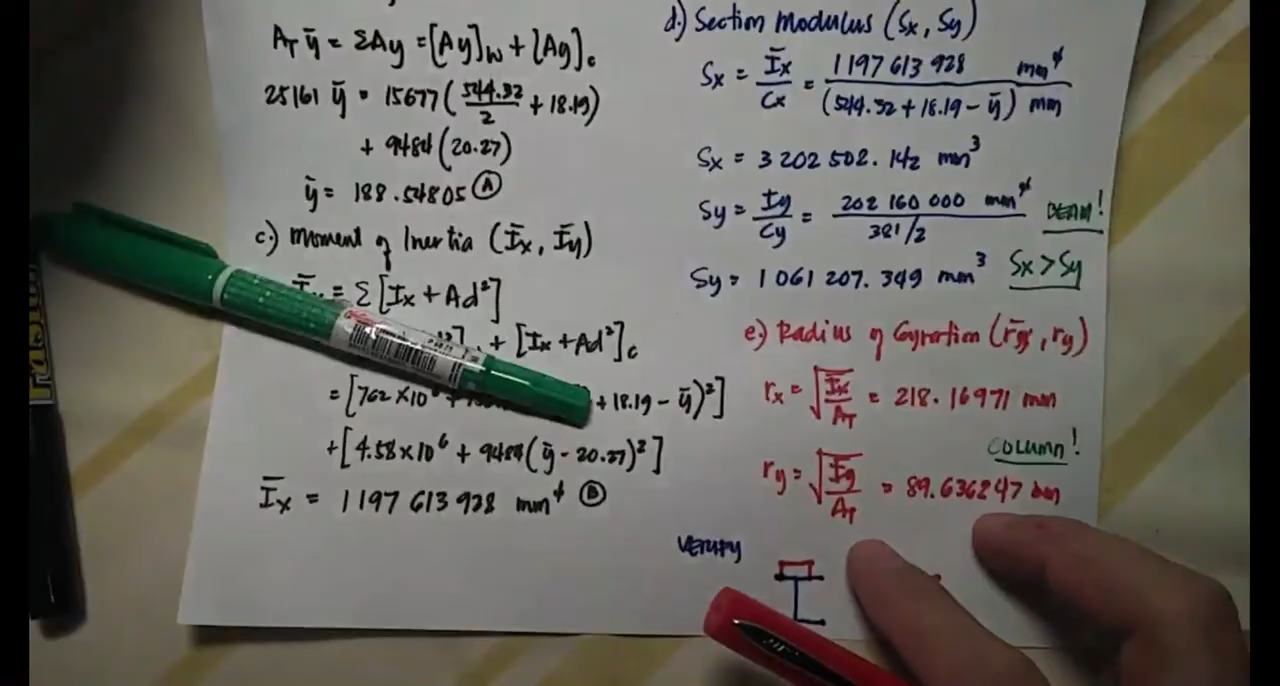 A_T ȳ = ΣAy = [Ay]_W + [Ay]_C
25161 ȳ = 15677(544.32/2 + 18.19)
+ 9484(20.27)
ȳ = 188.54805 Ⓐ
c.) Moment of Inertia (Īx, Īy)
= Σ[Ix + Ad²]
+ [Ix + Ad²]_C
= [762 × 10⁶ + 18.19 - ȳ)²]
+ [4.58×10⁶ + 9484(ȳ - 20.27)²]
Īx = 1197 613 928 mm⁴ Ⓑ
d.) Section Modulus (Sx, Sy)
Sx = Īx/Cx = 1197 613 928 mm⁴/(544.32 + 18.19 - ȳ) mm
Sx = 3 202 502.142 mm³
Sy = Iy/Cy = 202 160 000 mm⁴/381/2
BEAM!
Sy = 1 061 207.349 mm³
Sx > Sy
e.) Radius of Gyration (rx, ry)
rx = √Īx/A_T = 218.16971 mm
COLUMN!
ry = √Īy/A_T = 89.636247 mm
VERIFY